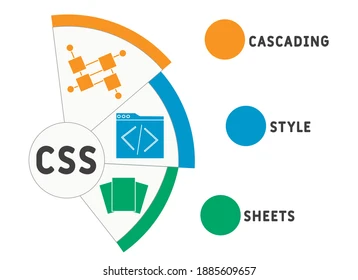 CASCADING
CSS
</>
STYLE
SHEETS
shutterstock.com · 1885609657